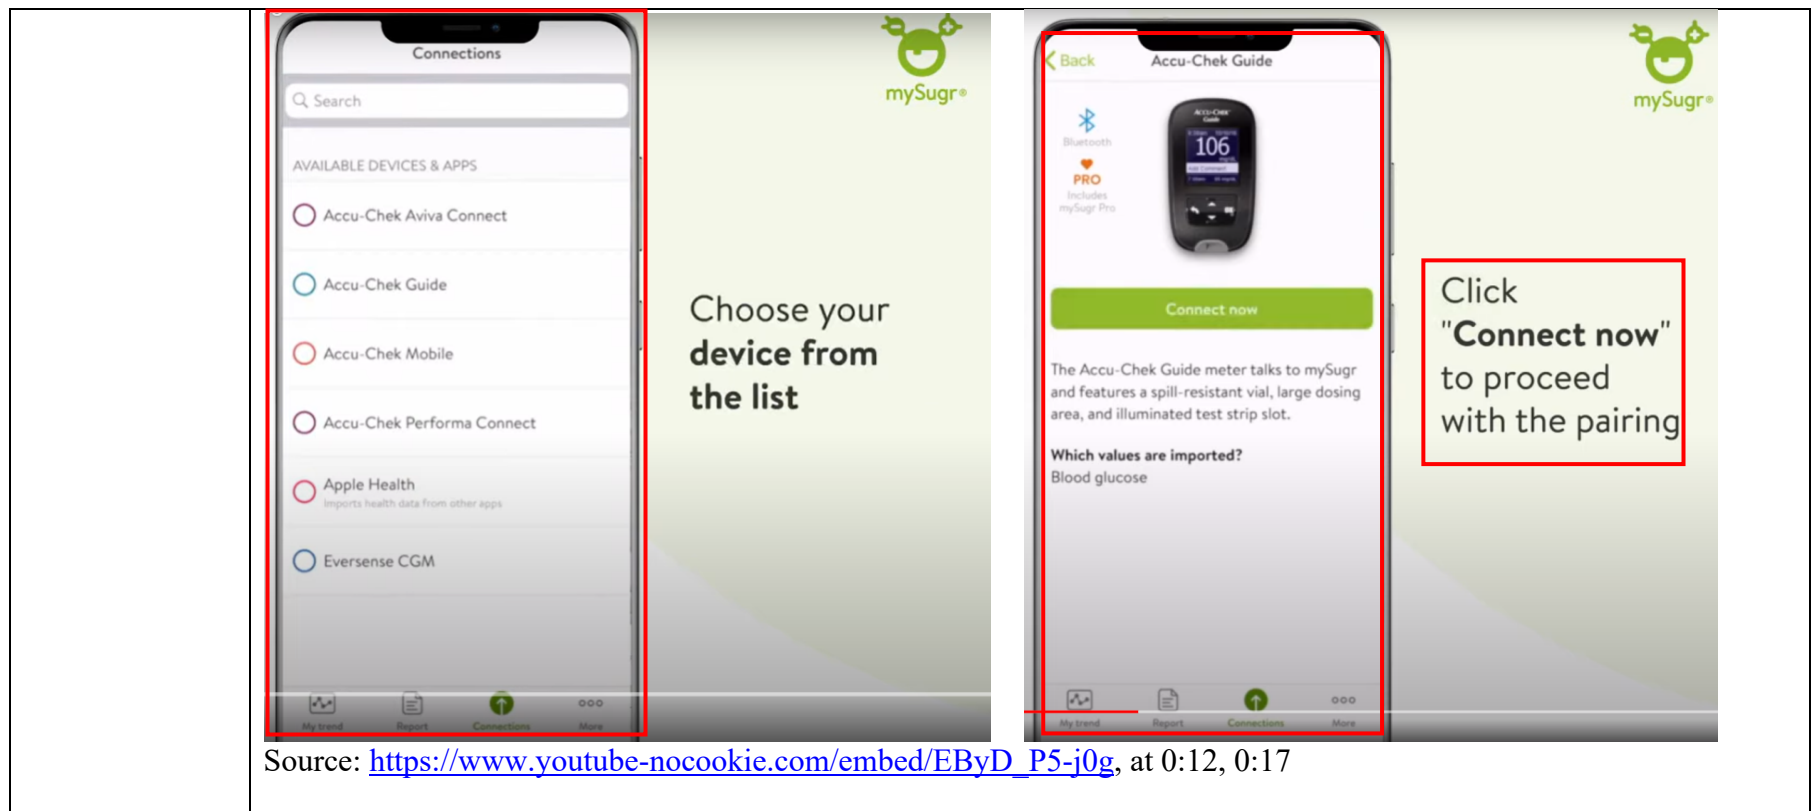 Connections
Search
AVAILABLE DEVICES & APPS
Accu-Chek Aviva Connect
Accu-Chek Guide
Accu-Chek Mobile
Accu-Chek Performa Connect
Apple Health
Imports health data from other apps
Eversense CGM
My trend Report Connections More
mySugr®
Choose your
device from
the list
Back Accu-Chek Guide
Bluetooth
PRO
Includes
mySugr Pro
ACCU-CHEK
Guide
106
mg/dL
Connect now
The Accu-Chek Guide meter talks to mySugr
and features a spill-resistant vial, large dosing
area, and illuminated test strip slot.
Which values are imported?
Blood glucose
My trend Report Connections More
mySugr®
Click
"Connect now"
to proceed
with the pairing
Source: https://www.youtube-nocookie.com/embed/EByD_P5-j0g, at 0:12, 0:17